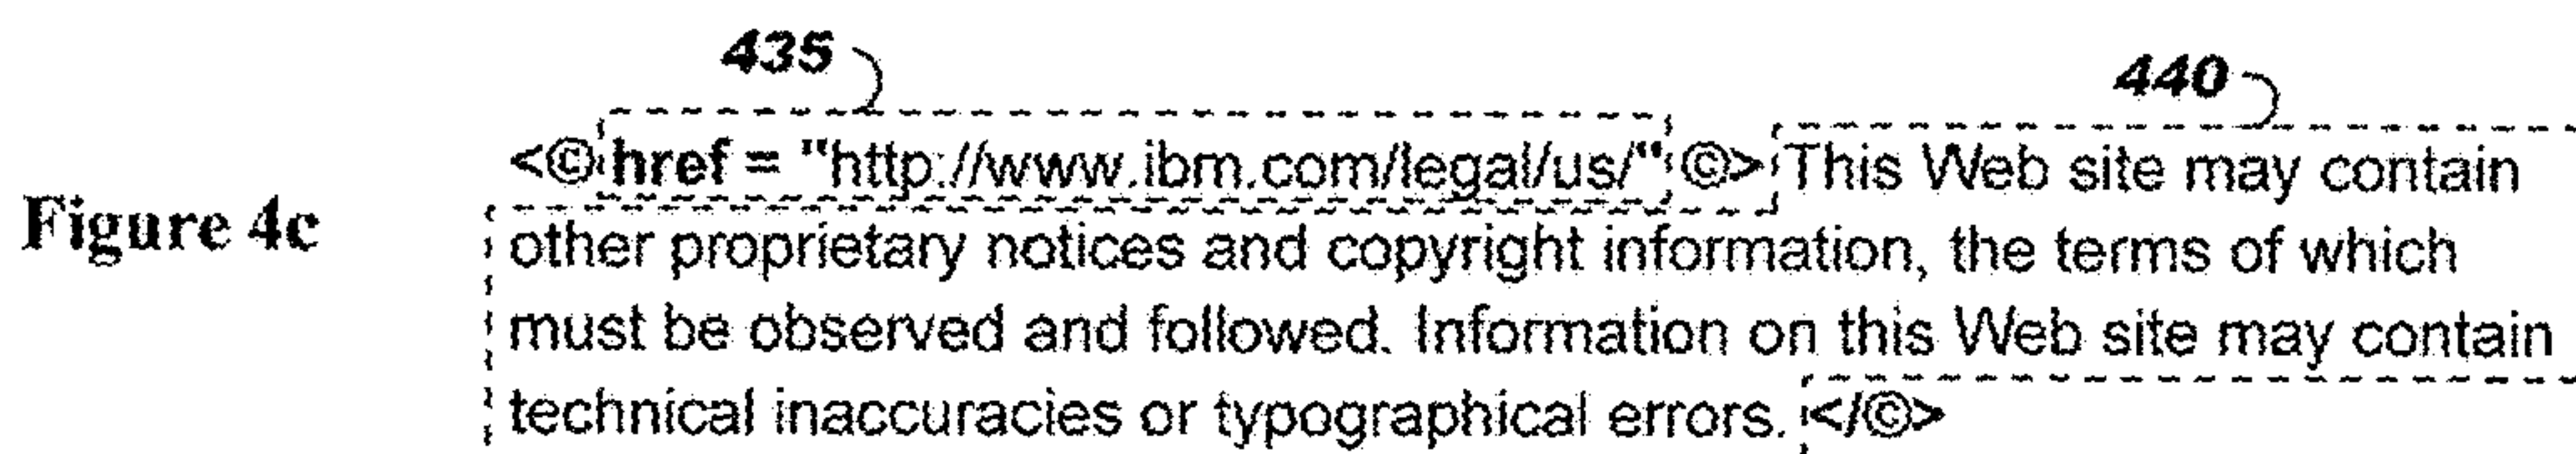 435
440
<©href = "http://www.ibm.com/legal/us/"©>This Web site may contain
Figure 4c
other proprietary notices and copyright information, the terms of which
must be observed and followed. Information on this Web site may contain
technical inaccuracies or typographical errors.</©>